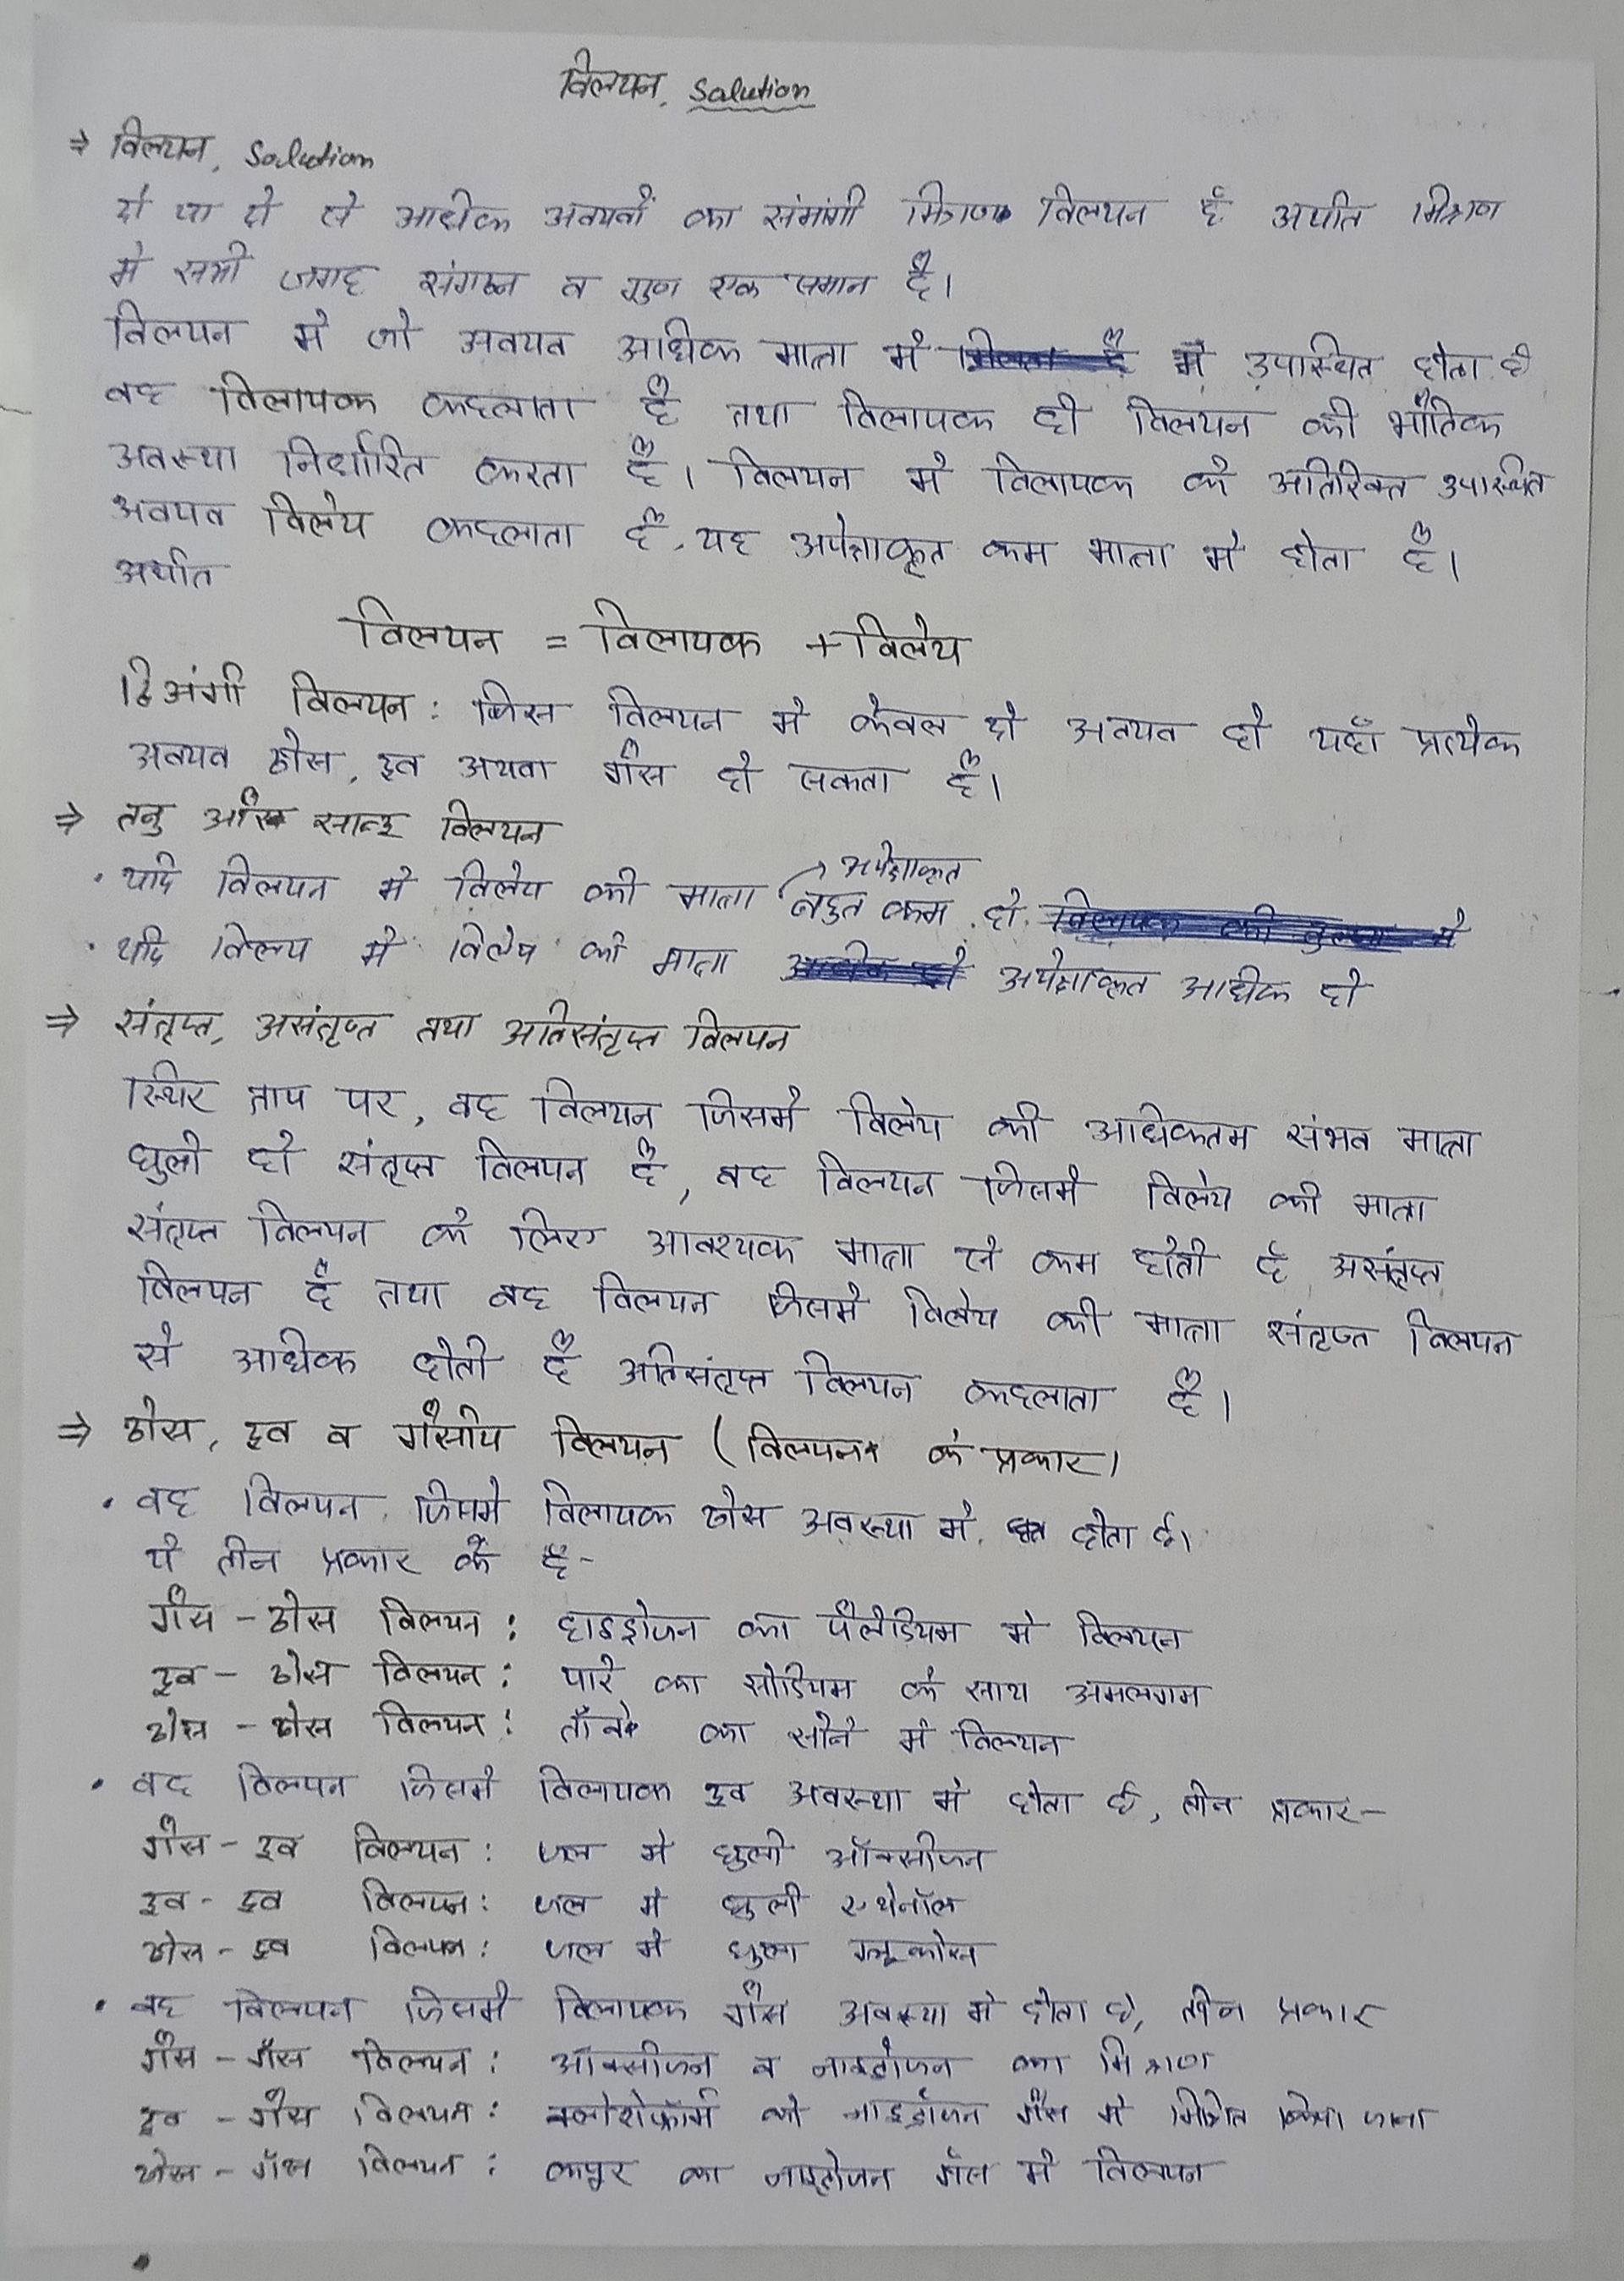 विलयन, Solution
⇒ विलयन, Solution
दो या दो से अधिक अवयवों का संमांगी मिश्रण विलयन है अर्थात मिश्रण
मे सभी जगह संगठन व गुण एक समान है।
विलयन मे जो अवयव अधिक मात्रा में में उपस्थित होता है
वह विलायक कहलाता है तथा विलायक ही विलयन की भौतिक
अवस्था निर्धारित करता है। विलयन मे विलायक के अतिरिक्त उपस्थित
अवयव विलेय कहलाता है, यह अपेक्षाकृत कम मात्रा मे होता है।
अर्थात
विलयन = विलायक + विलेय
द्विअंगी विलयन : जिस विलयन मे केवल दो अवयव हो यहाँ प्रत्येक
अवयव ठोस, द्रव अथवा गैस हो सकता है।
⇒ तनु और सान्द्र विलयन
· यदि विलयन मे विलेय की मात्रा अपेक्षाकृत बहुत कम हो
· यदि विलय मे विलेय की मात्रा अपेक्षाकृत अधिक हो
⇒ संतृप्त, असंतृप्त तथा अतिसंतृप्त विलयन
स्थिर ताप पर, वह विलयन जिसमे विलेय की अधिकतम संभव मात्रा
घुली हो संतृप्त विलयन है, वह विलयन जिसमे विलेय की मात्रा
संतृप्त विलयन के लिए आवश्यक मात्रा से कम होती है असंतृप्त
विलयन है तथा वह विलयन जिसमे विलेय की मात्रा संतृप्त विलयन
से अधिक होती है अतिसंतृप्त विलयन कहलाता है।
⇒ ठोस, द्रव व गैसीय विलयन ( विलयन के प्रकार)
· वह विलयन जिसमे विलायक ठोस अवस्था मे होता है।
ये तीन प्रकार के है -
गैस - ठोस विलयन : हाइड्रोजन का पैलेडियम मे विलयन
द्रव - ठोस विलयन : पारे का सोडियम के साथ अमलगम
ठोस - ठोस विलयन : ताँबे का सोने मे विलयन
· वह विलयन जिसमे विलायक द्रव अवस्था मे होता है, तीन प्रकार -
गैस - द्रव विलयन : जल मे घुली ऑक्सीजन
द्रव - द्रव विलयन : जल मे घुली एथेनॉल
ठोस - द्रव विलयन : जल मे घुला ग्लूकोस
· वह विलयन जिसमे विलायक गैस अवस्था मे होता है, तीन प्रकार
गैस - गैस विलयन : ऑक्सीजन व नाइट्रोजन का मिश्रण
द्रव - गैस विलयन : क्लोरोफॉर्म को नाइट्रोजन गैस मे मिश्रित किया जाना
ठोस - गैस विलयन : कपूर का नाइट्रोजन गैस मे विलयन